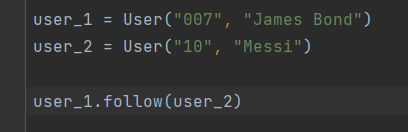 user_1 = User("007", "James Bond")
user_2 = User("10", "Messi")
user_1.follow(user_2)